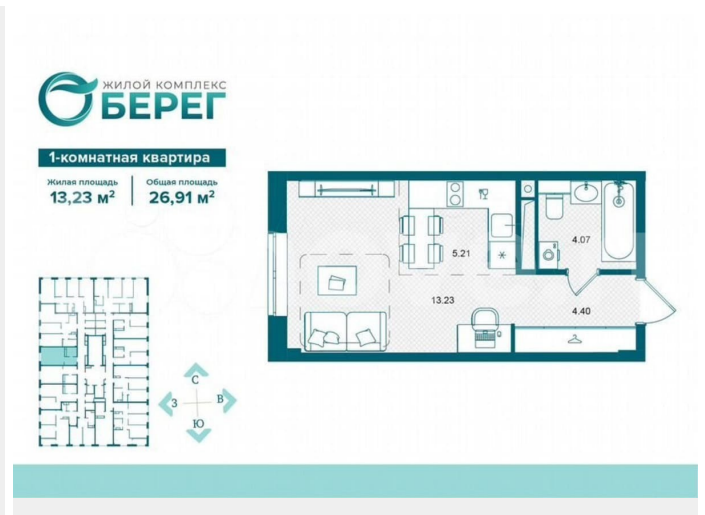 ЖИЛОЙ КОМПЛЕКС
БЕРЕГ
1-комнатная квартира
Жилая площадь
13,23 м²
Общая площадь
26,91 м²
5.21
4.07
13.23
4.40
С
З
В
Ю